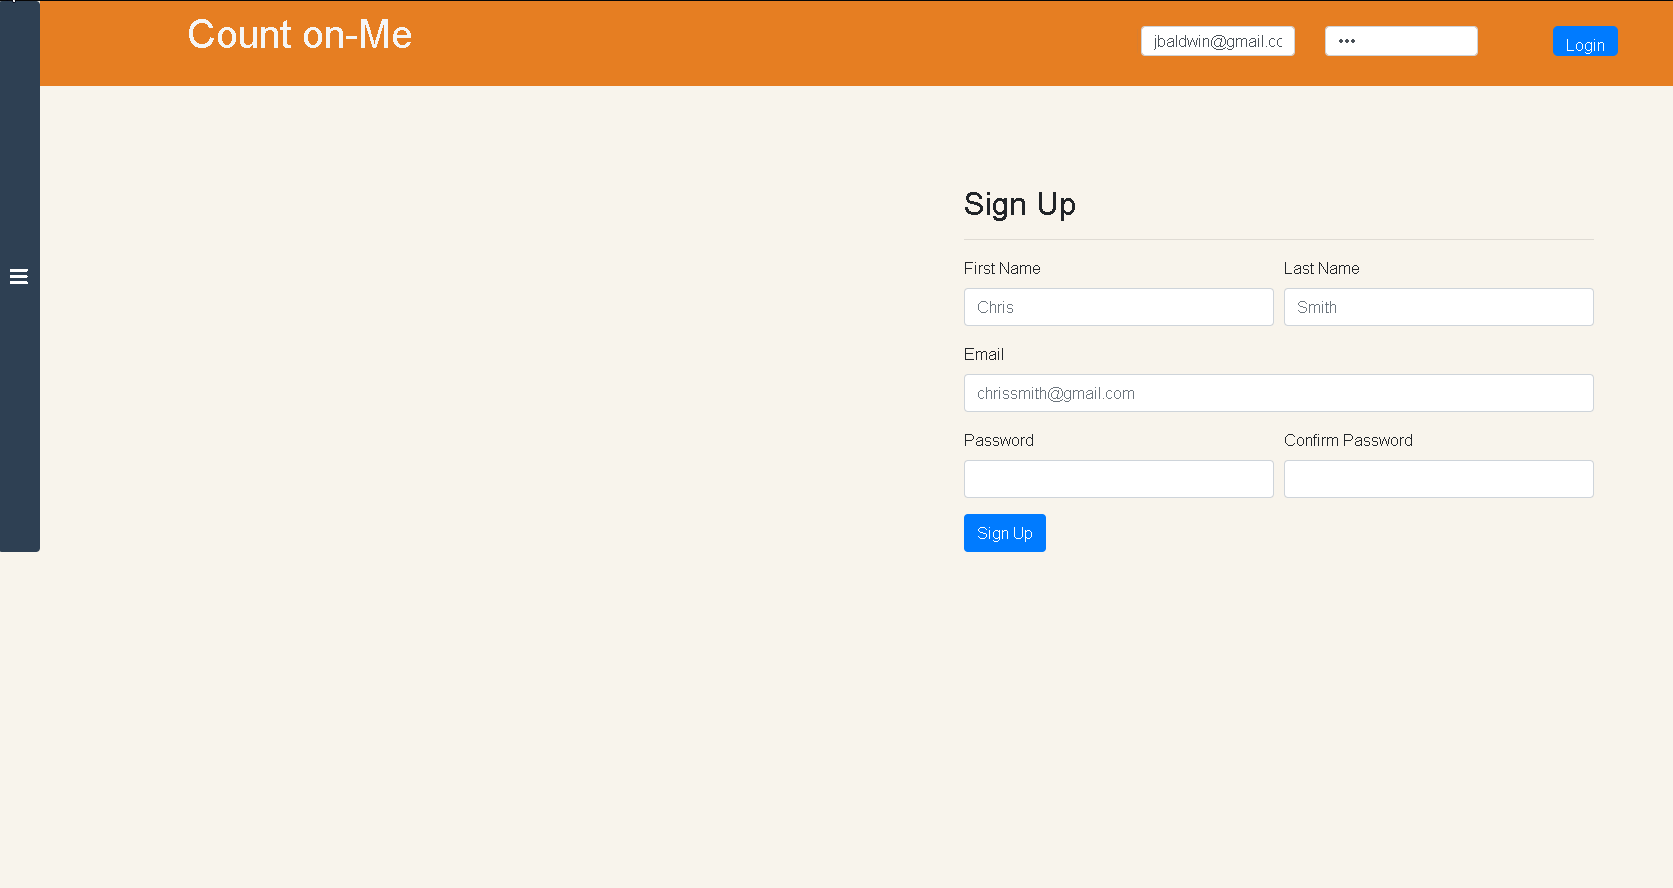 Count on-Me
jbaldwin@gmail.cc
•••
Login
Sign Up
First Name
Last Name
Chris
Smith
Email
chrissmith@gmail.com
Password
Confirm Password
Sign Up